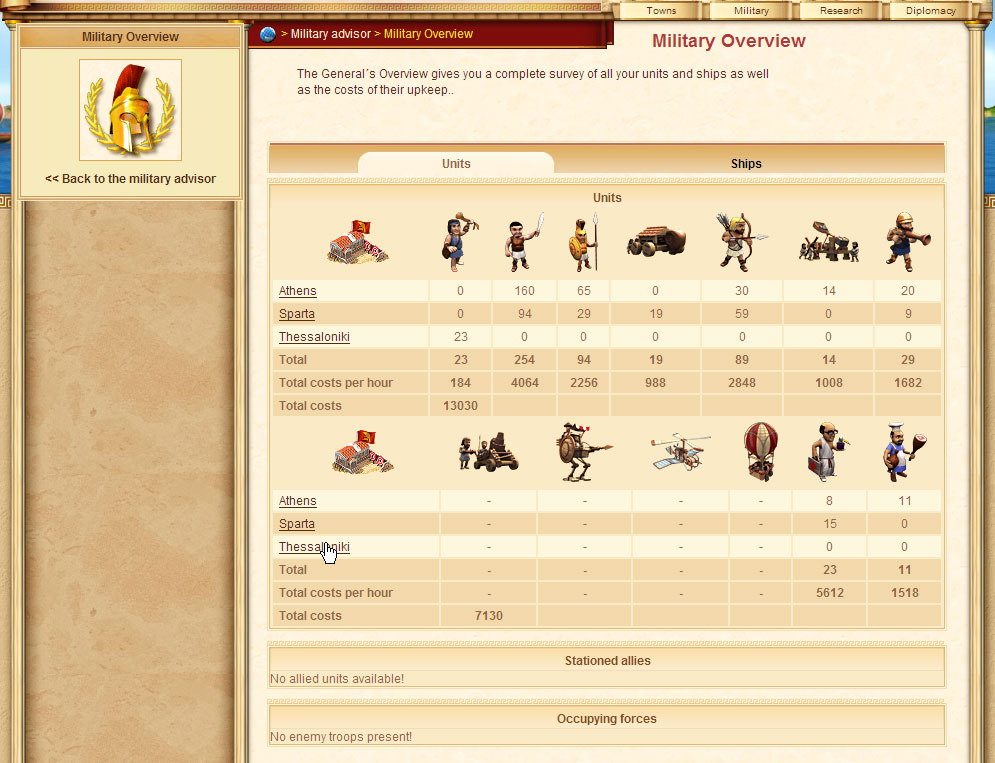 Towns Military Research Diplomacy
Military Overview
> Military advisor > Military Overview
Military Overview
The General´s Overview gives you a complete survey of all your units and ships as well
as the costs of their upkeep..
<< Back to the military advisor
Units Ships
Units
Athens 0 160 65 0 30 14 20
Sparta 0 94 29 19 59 0 9
Thessaloniki 23 0 0 0 0 0 0
Total 23 254 94 19 89 14 29
Total costs per hour 184 4064 2256 988 2848 1008 1682
Total costs 13030
Athens - - - - 8 11
Sparta - - - - 15 0
Thessaloniki - - - - 0 0
Total - - - - 23 11
Total costs per hour - - - - 5612 1518
Total costs 7130
Stationed allies
No allied units available!
Occupying forces
No enemy troops present!